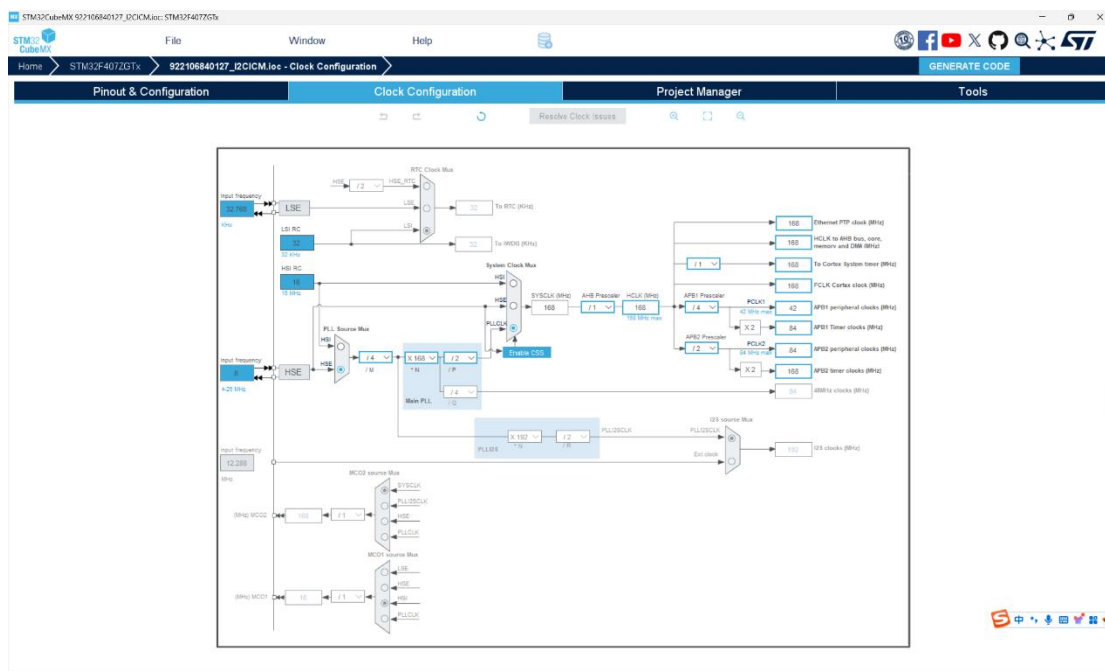 STM32CubeMX 922106840127_I2CICM.ioc: STM32F407ZGTx
STM32
CubeMX
File
Window
Help
Home
STM32F407ZGTx
922106840127_I2CICM.ioc - Clock Configuration
GENERATE CODE
Pinout & Configuration
Clock Configuration
Project Manager
Tools
Resolve Clock Issues
RTC Clock Mux
HSE
/ 2
HSE_RTC
Input frequency
32.768
KHz
LSE
LSE
32
To RTC (KHz)
LSI RC
32
32 KHz
LSI
32
To IWDG (KHz)
HSI RC
16
16 MHz
System Clock Mux
HSI
HSE
PLLCLK
Enable CSS
SYSCLK (MHz)
168
AHB Prescaler
/ 1
HCLK (MHz)
168
168 MHz max
168
Ethernet PTP clock (MHz)
168
HCLK to AHB bus, core,
memory and DMA (MHz)
/ 1
168
To Cortex System timer (MHz)
168
FCLK Cortex clock (MHz)
APB1 Prescaler
/ 4
PCLK1
42 MHz max
42
APB1 peripheral clocks (MHz)
X 2
84
APB1 Timer clocks (MHz)
APB2 Prescaler
/ 2
PCLK2
84 MHz max
84
APB2 peripheral clocks (MHz)
X 2
168
APB2 timer clocks (MHz)
84
48MHz clocks (MHz)
PLL Source Mux
HSI
HSE
Input frequency
8
4-26 MHz
HSE
/ 4
/ M
X 168
* N
/ 2
/ P
/ 4
/ Q
Main PLL
PLLI2S
X 192
* N
/ 2
/ R
PLLI2SCLK
I2S source Mux
PLLI2SCLK
Ext.clock
192
I2S clocks (MHz)
Input frequency
12.288
MHz
MCO2 source Mux
SYSCLK
PLLI2SCLK
HSE
PLLCLK
(MHz) MCO2
168
/ 1
MCO1 source Mux
LSE
HSE
HSI
PLLCLK
(MHz) MCO1
16
/ 1
中